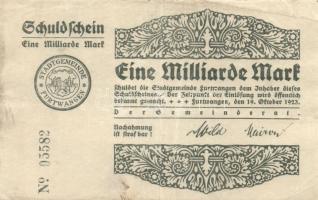 Schuldschein
Eine Milliarde Mark
STADTGEMEINDE
FURTWANGEN
Nº 05582
Eine Milliarde Mark
schuldet die Stadtgemeinde Furtwangen dem Inhaber dieses
Schuldscheines. Der Zeitpunkt der Einlösung wird öffentlich
bekannt gemacht. +++ Furtwangen, den 19. Oktober 1923.
Der Gemeinderat.
Nachahmung
ist strafbar!